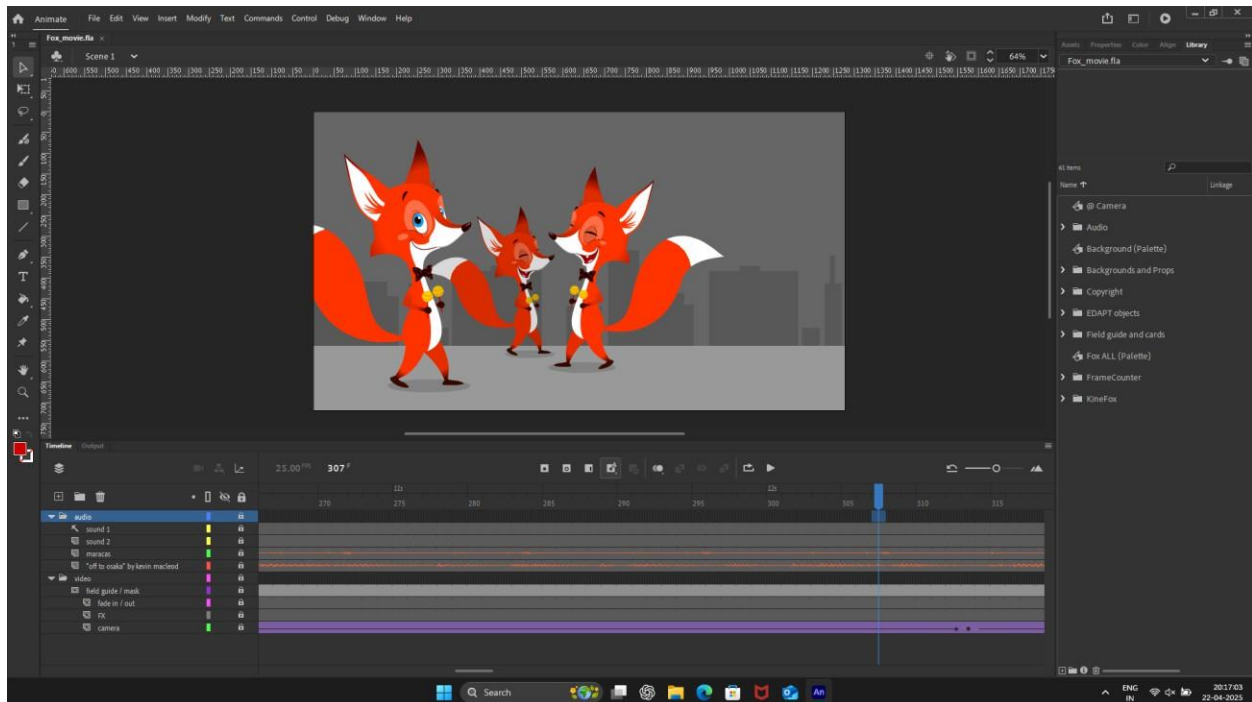 Animate File Edit View Insert Modify Text Commands Control Debug Window Help
Fox_movie.fla ×
Scene 1
64%
Assets Properties Color Align Library
Fox_movie.fla
61 items
Name Linkage
@ Camera
Audio
Background (Palette)
Backgrounds and Props
Copyright
EDAPT objects
Field guide and cards
Fox ALL (Palette)
FrameCounter
KineFox
Timeline Output
25.00 FPS 307 F
11s 12s
270 275 280 285 290 295 300 305 310 315
audio
sound 1
sound 2
maracas
"off to osaka" by kevin macleod
video
field guide / mask
fade in / out
FX
camera
Search
An
ENG
IN
20:17:03
22-04-2025